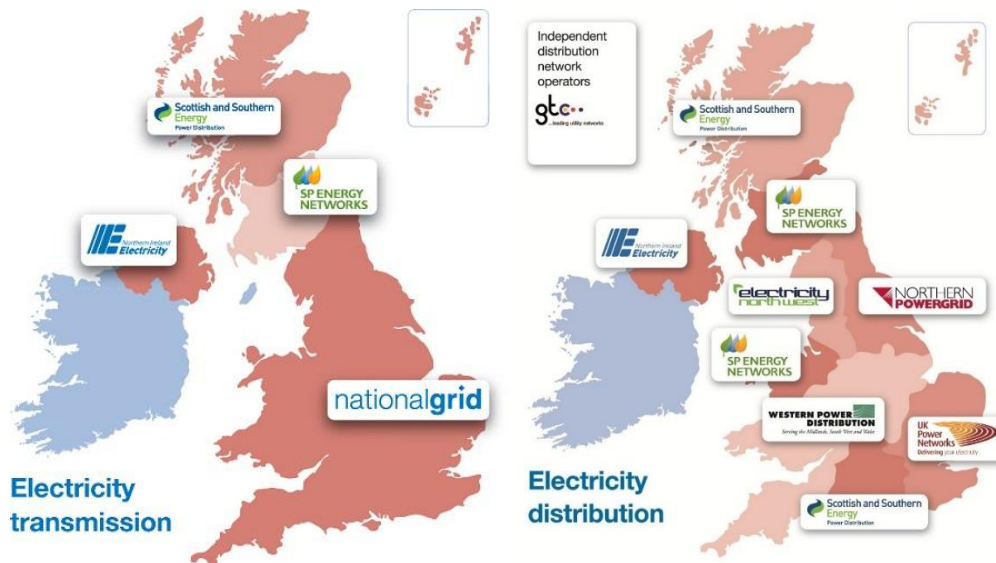 Scottish and Southern
Energy
Power Distribution
SP ENERGY
NETWORKS
Northern Ireland
Electricity
nationalgrid
Electricity
transmission
Independent
distribution
network
operators
gtc
...leading utility networks
Scottish and Southern
Energy
Power Distribution
SP ENERGY
NETWORKS
Northern Ireland
Electricity
electricity
north west
NORTHERN
POWERGRID
SP ENERGY
NETWORKS
WESTERN POWER
DISTRIBUTION
Serving the Midlands, South West and Wales
UK
Power
Networks
Delivering your electricity
Electricity
distribution
Scottish and Southern
Energy
Power Distribution